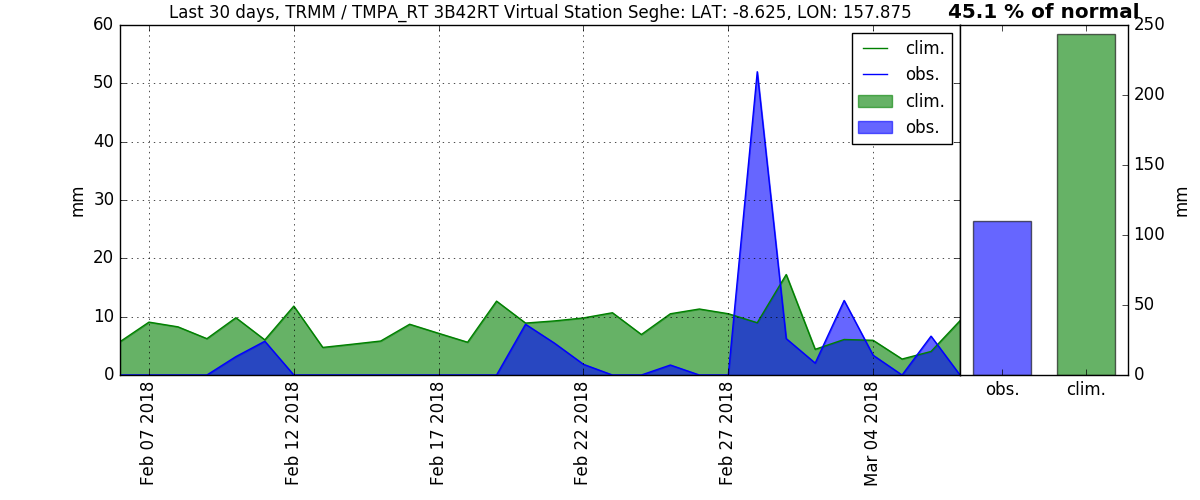 Last 30 days, TRMM / TMPA_RT 3B42RT Virtual Station Seghe: LAT: -8.625, LON: 157.875
45.1 % of normal
60
50
40
30
20
10
0
mm
clim.
obs.
clim.
obs.
250
200
150
100
50
0
mm
Feb 07 2018
Feb 12 2018
Feb 17 2018
Feb 22 2018
Feb 27 2018
Mar 04 2018
obs.
clim.